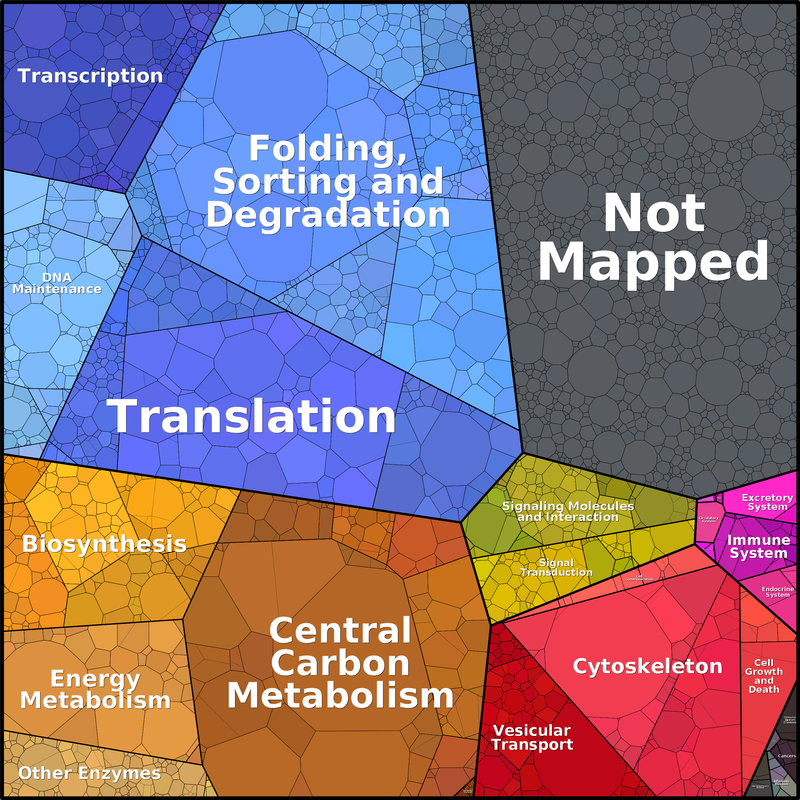 Transcription
Folding,
Sorting and
Degradation
Not
Mapped
DNA
Maintenance
Translation
Signaling Molecules
and Interaction
Excretory
System
Immune
System
Biosynthesis
Signal
Transduction
Endocrine
System
Central
Carbon
Metabolism
Energy
Metabolism
Cytoskeleton
Cell
Growth
and
Death
Vesicular
Transport
Other Enzymes
Cancers